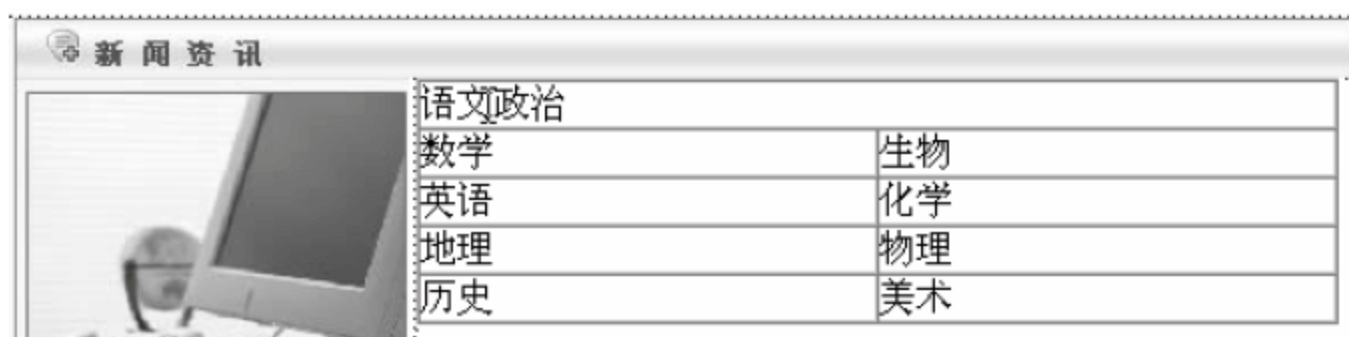 新闻资讯
语文政治
数学 生物
英语 化学
地理 物理
历史 美术